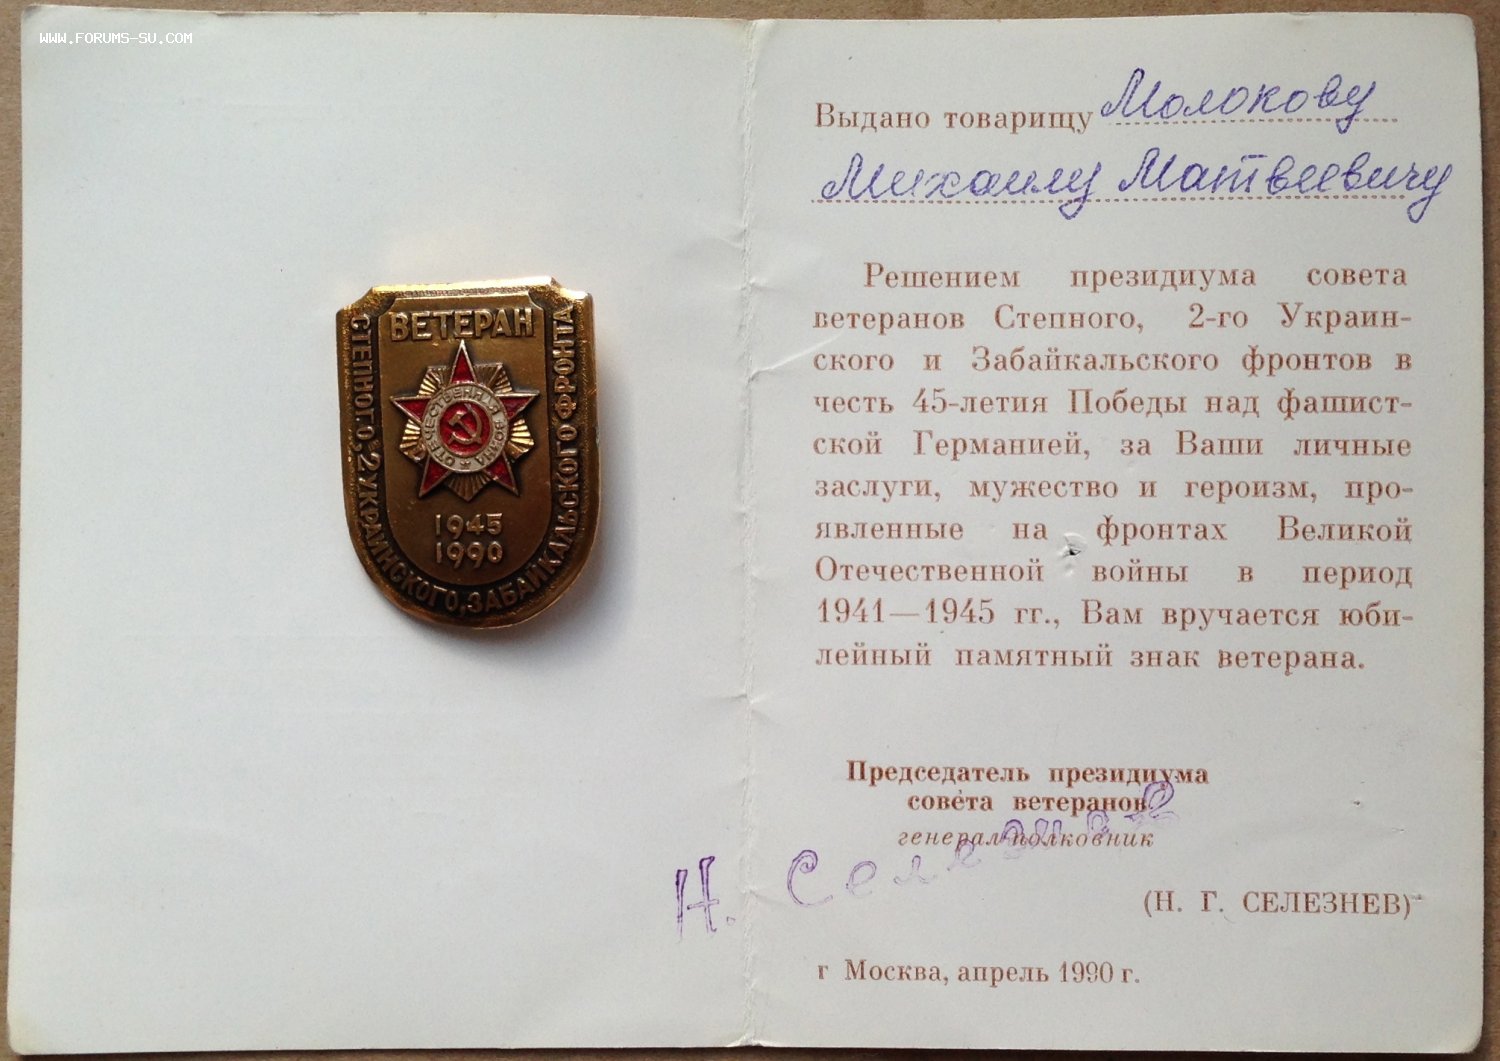 WWW.FORUMS-SU.COM
ВЕТЕРАН
СТЕПНОГО, 2 УКРАИНСКОГО, ЗАБАЙКАЛЬСКОГО ФРОНТА
ОТЕЧЕСТВЕННАЯ ВОЙНА
1945
1990
Выдано товарищу Молокову
Михаилу Матвеевичу
Решением президиума совета
ветеранов Степного, 2-го Украин-
ского и Забайкальского фронтов в
честь 45-летия Победы над фашист-
ской Германией, за Ваши личные
заслуги, мужество и героизм, про-
явленные на фронтах Великой
Отечественной войны в период
1941—1945 гг., Вам вручается юби-
лейный памятный знак ветерана.
Председатель президиума
совета ветеранов
генерал-полковник
Н. Селезнев
(Н. Г. СЕЛЕЗНЕВ)
г Москва, апрель 1990 г.